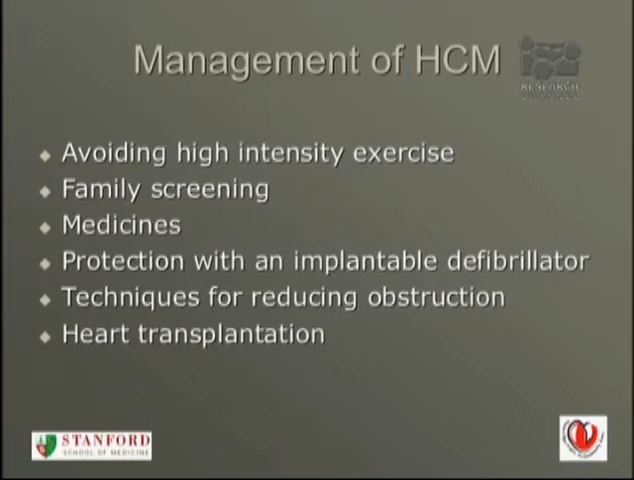 Management of HCM
RESEARCH
Avoiding high intensity exercise
Family screening
Medicines
Protection with an implantable defibrillator
Techniques for reducing obstruction
Heart transplantation
STANFORD
SCHOOL OF MEDICINE